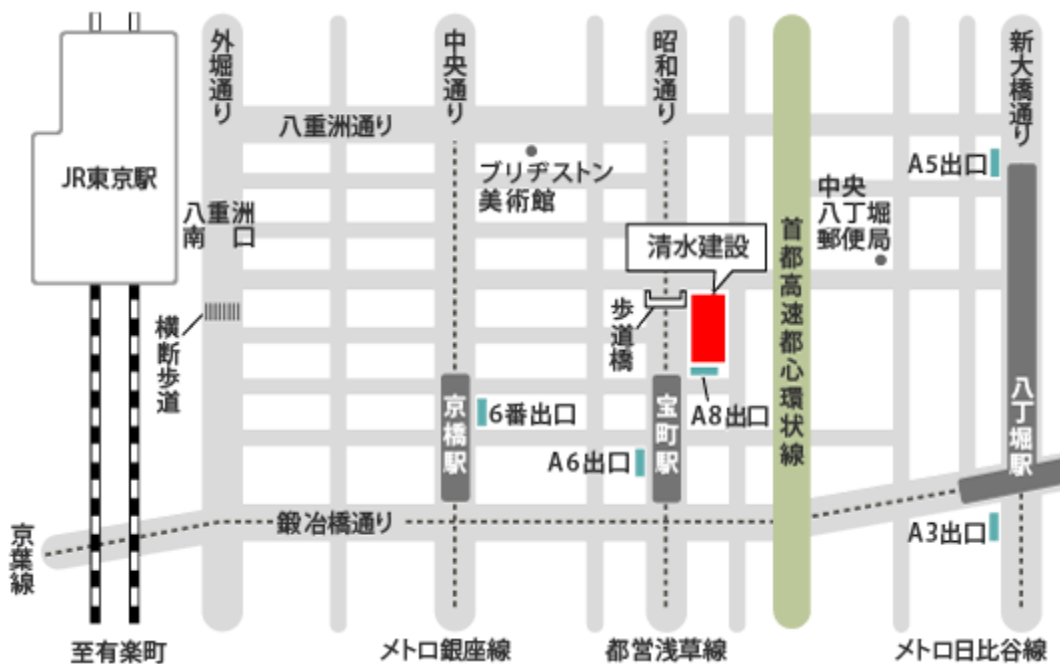 外堀通り
中央通り
昭和通り
新大橋通り
八重洲通り
JR東京駅
ブリヂストン
美術館
A5出口
中央
八丁堀
郵便局
八重洲
南口
清水建設
首都高速都心環状線
歩道橋
横断歩道
京橋駅
6番出口
宝町駅
A8出口
八丁堀駅
A6出口
鍛冶橋通り
A3出口
京葉線
至有楽町
メトロ銀座線
都営浅草線
メトロ日比谷線